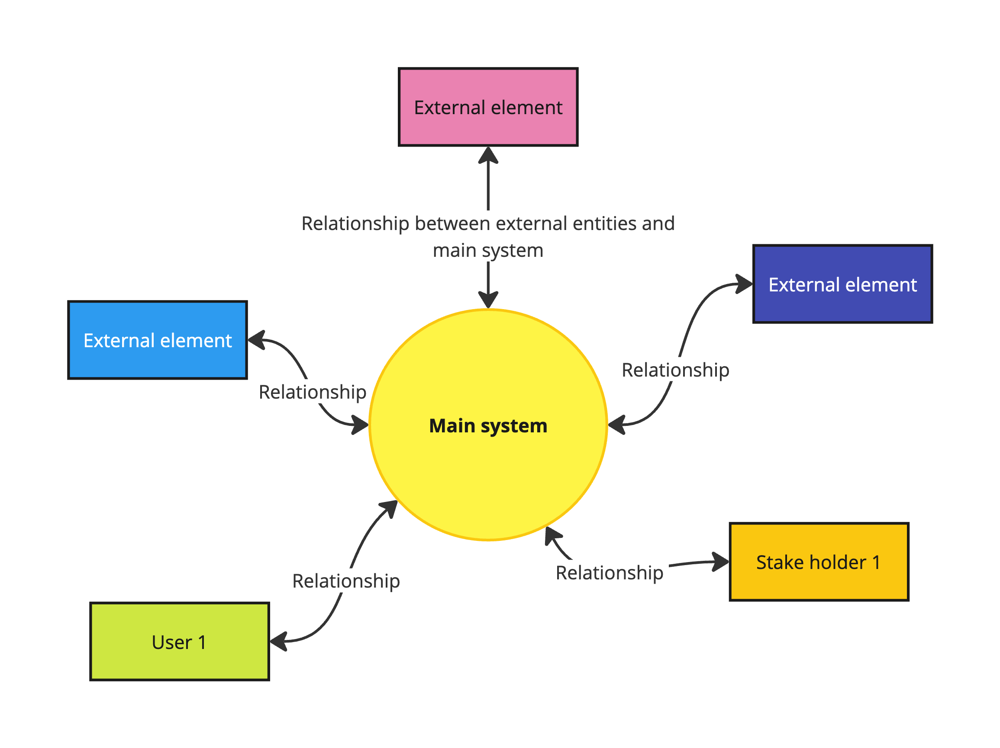 External element
Relationship between external entities and
main system
External element
External element
Relationship
Relationship
Main system
Stake holder 1
Relationship
Relationship
User 1